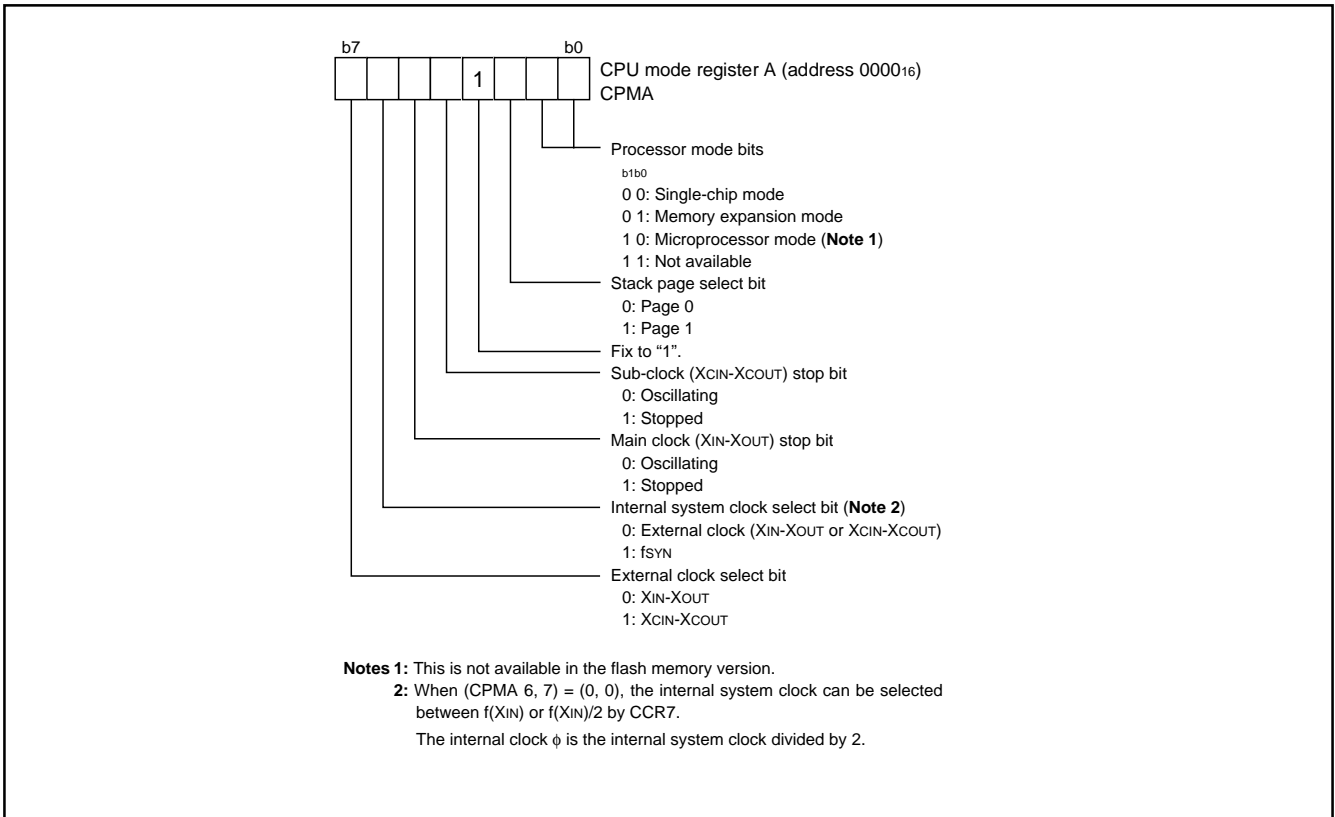 b7 b0
1
CPU mode register A (address 0000₁₆)
CPMA
Processor mode bits
b1b0
0 0: Single-chip mode
0 1: Memory expansion mode
1 0: Microprocessor mode (Note 1)
1 1: Not available
Stack page select bit
0: Page 0
1: Page 1
Fix to “1”.
Sub-clock (XCIN-XCOUT) stop bit
0: Oscillating
1: Stopped
Main clock (XIN-XOUT) stop bit
0: Oscillating
1: Stopped
Internal system clock select bit (Note 2)
0: External clock (XIN-XOUT or XCIN-XCOUT)
1: fSYN
External clock select bit
0: XIN-XOUT
1: XCIN-XCOUT
Notes 1: This is not available in the flash memory version.
2: When (CPMA 6, 7) = (0, 0), the internal system clock can be selected
between f(XIN) or f(XIN)/2 by CCR7.
The internal clock ϕ is the internal system clock divided by 2.